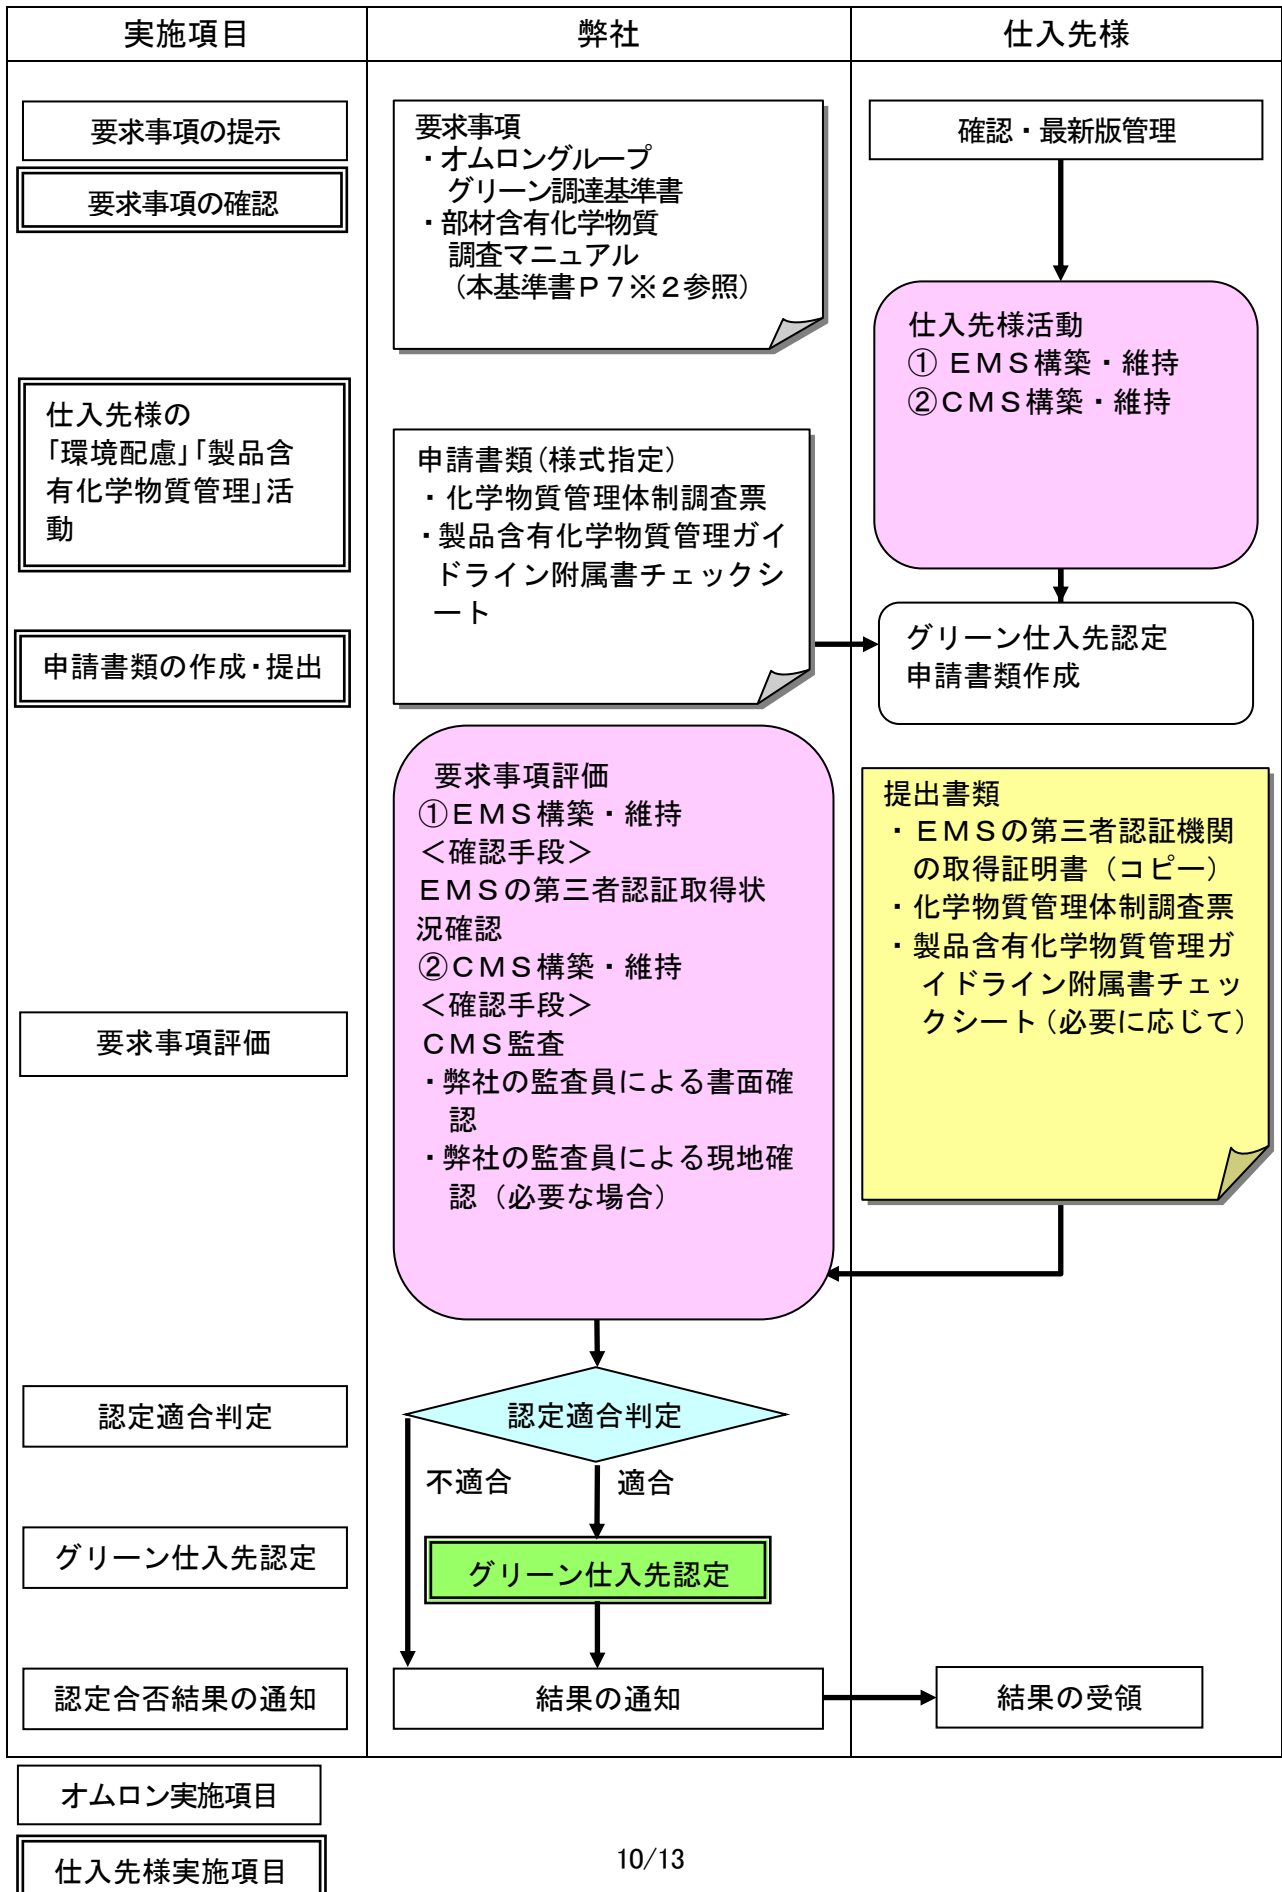 実施項目
弊社
仕入先様
要求事項の提示
要求事項の確認
仕入先様の
「環境配慮」「製品含
有化学物質管理」活
動
申請書類の作成・提出
要求事項評価
認定適合判定
グリーン仕入先認定
認定合否結果の通知
要求事項
・オムロングループ
グリーン調達基準書
・部材含有化学物質
調査マニュアル
（本基準書Ｐ７※２参照）
申請書類（様式指定）
・化学物質管理体制調査票
・製品含有化学物質管理ガイ
ドライン附属書チェックシ
ート
要求事項評価
①ＥＭＳ構築・維持
＜確認手段＞
ＥＭＳの第三者認証取得状
況確認
②ＣＭＳ構築・維持
＜確認手段＞
ＣＭＳ監査
・弊社の監査員による書面確
認
・弊社の監査員による現地確
認（必要な場合）
認定適合判定
不適合
適合
グリーン仕入先認定
結果の通知
確認・最新版管理
仕入先様活動
① ＥＭＳ構築・維持
②ＣＭＳ構築・維持
グリーン仕入先認定
申請書類作成
提出書類
・ＥＭＳの第三者認証機関
の取得証明書（コピー）
・化学物質管理体制調査票
・製品含有化学物質管理ガ
イドライン附属書チェッ
クシート（必要に応じて）
結果の受領
オムロン実施項目
仕入先様実施項目
10/13